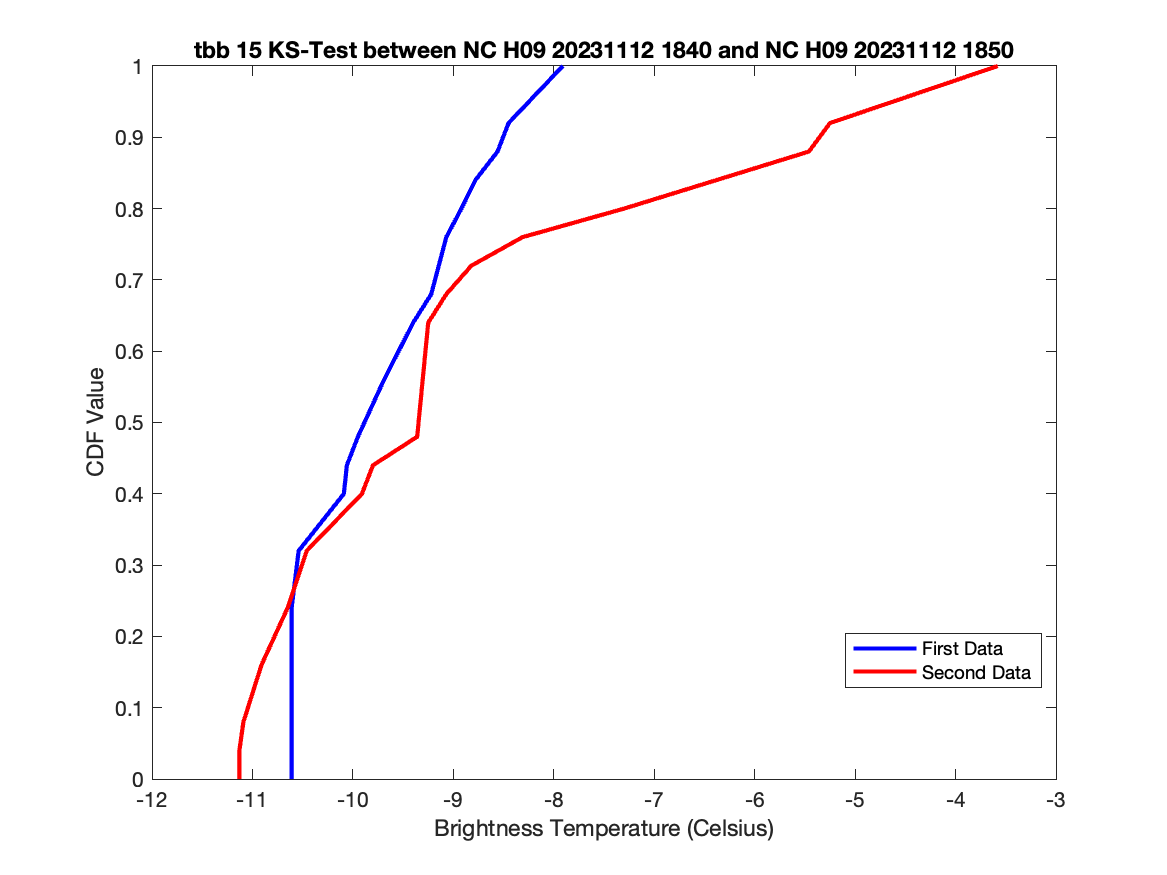 tbb 15 KS-Test between NC H09 20231112 1840 and NC H09 20231112 1850
1
0.9
0.8
0.7
0.6
0.5
0.4
0.3
0.2
0.1
0
CDF Value
First Data
Second Data
-12 -11 -10 -9 -8 -7 -6 -5 -4 -3
Brightness Temperature (Celsius)